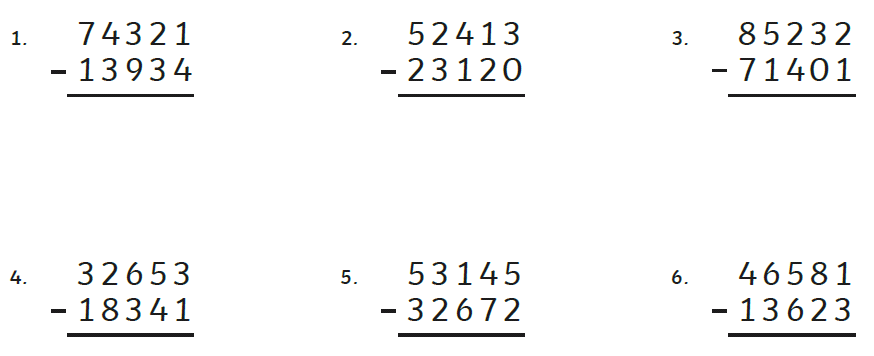 1. 74321 2. 52413 3. 85232
- 13934 - 23120 - 71401
4. 32653 5. 53145 6. 46581
- 18341 - 32672 - 13623